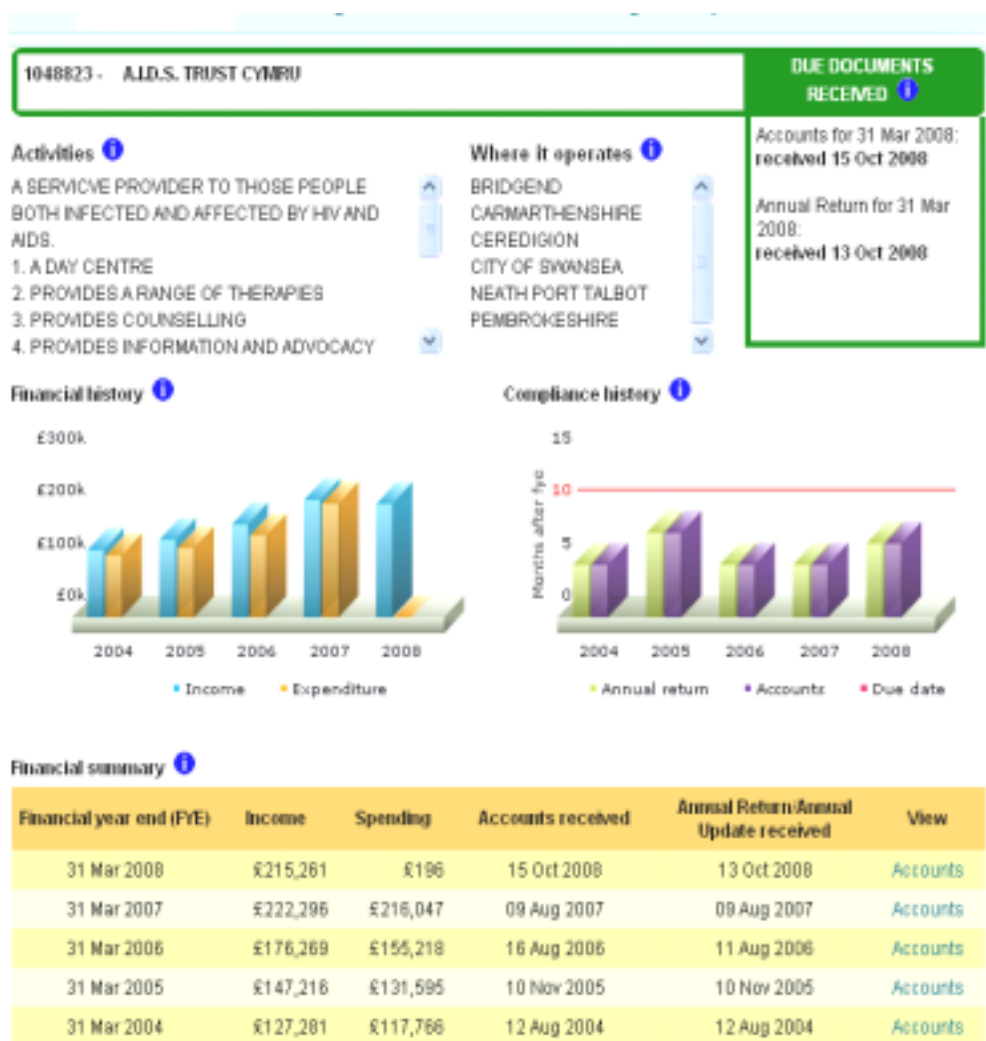 1048823 - A.I.D.S. TRUST CYMRU
DUE DOCUMENTS
RECEIVED
Accounts for 31 Mar 2008:
received 15 Oct 2008
Annual Return for 31 Mar
2008:
received 13 Oct 2008
Activities
A SERVICVE PROVIDER TO THOSE PEOPLE
BOTH INFECTED AND AFFECTED BY HIV AND
AIDS.
1. A DAY CENTRE
2. PROVIDES A RANGE OF THERAPIES
3. PROVIDES COUNSELLING
4. PROVIDES INFORMATION AND ADVOCACY
Where it operates
BRIDGEND
CARMARTHENSHIRE
CEREDIGION
CITY OF SWANSEA
NEATH PORT TALBOT
PEMBROKESHIRE
Financial history
£300k
£200k
£100k
£0k
2004 2005 2006 2007 2008
Income Expenditure
Compliance history
Months after fye
15
10
5
0
2004 2005 2006 2007 2008
Annual return Accounts Due date
Financial summary
Financial year end (FYE) Income Spending Accounts received Annual Return/Annual Update received View
31 Mar 2008 £215,261 £196 15 Oct 2008 13 Oct 2008 Accounts
31 Mar 2007 £222,296 £216,047 09 Aug 2007 09 Aug 2007 Accounts
31 Mar 2006 £176,269 £155,218 16 Aug 2006 11 Aug 2006 Accounts
31 Mar 2005 £147,216 £131,595 10 Nov 2005 10 Nov 2005 Accounts
31 Mar 2004 £127,281 £117,766 12 Aug 2004 12 Aug 2004 Accounts